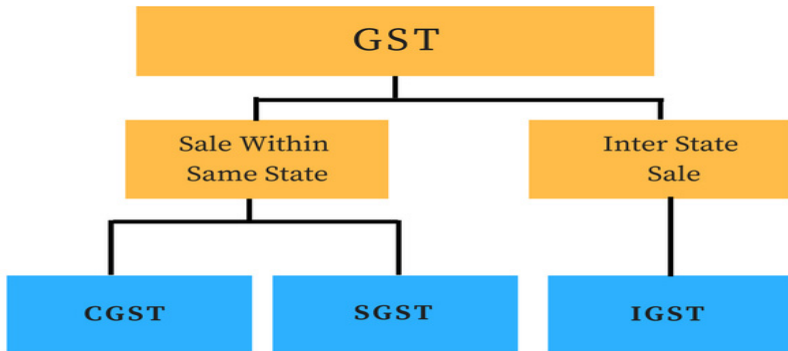 GST
Sale Within
Same State
Inter State
Sale
CGST
SGST
IGST